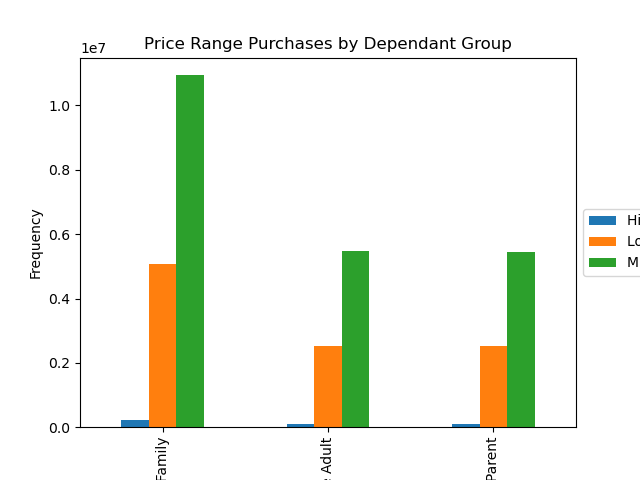 Price Range Purchases by Dependant Group
1e7
1.0
0.8
0.6
0.4
0.2
0.0
Frequency
Family
Adult
Parent
Hi
Lo
M